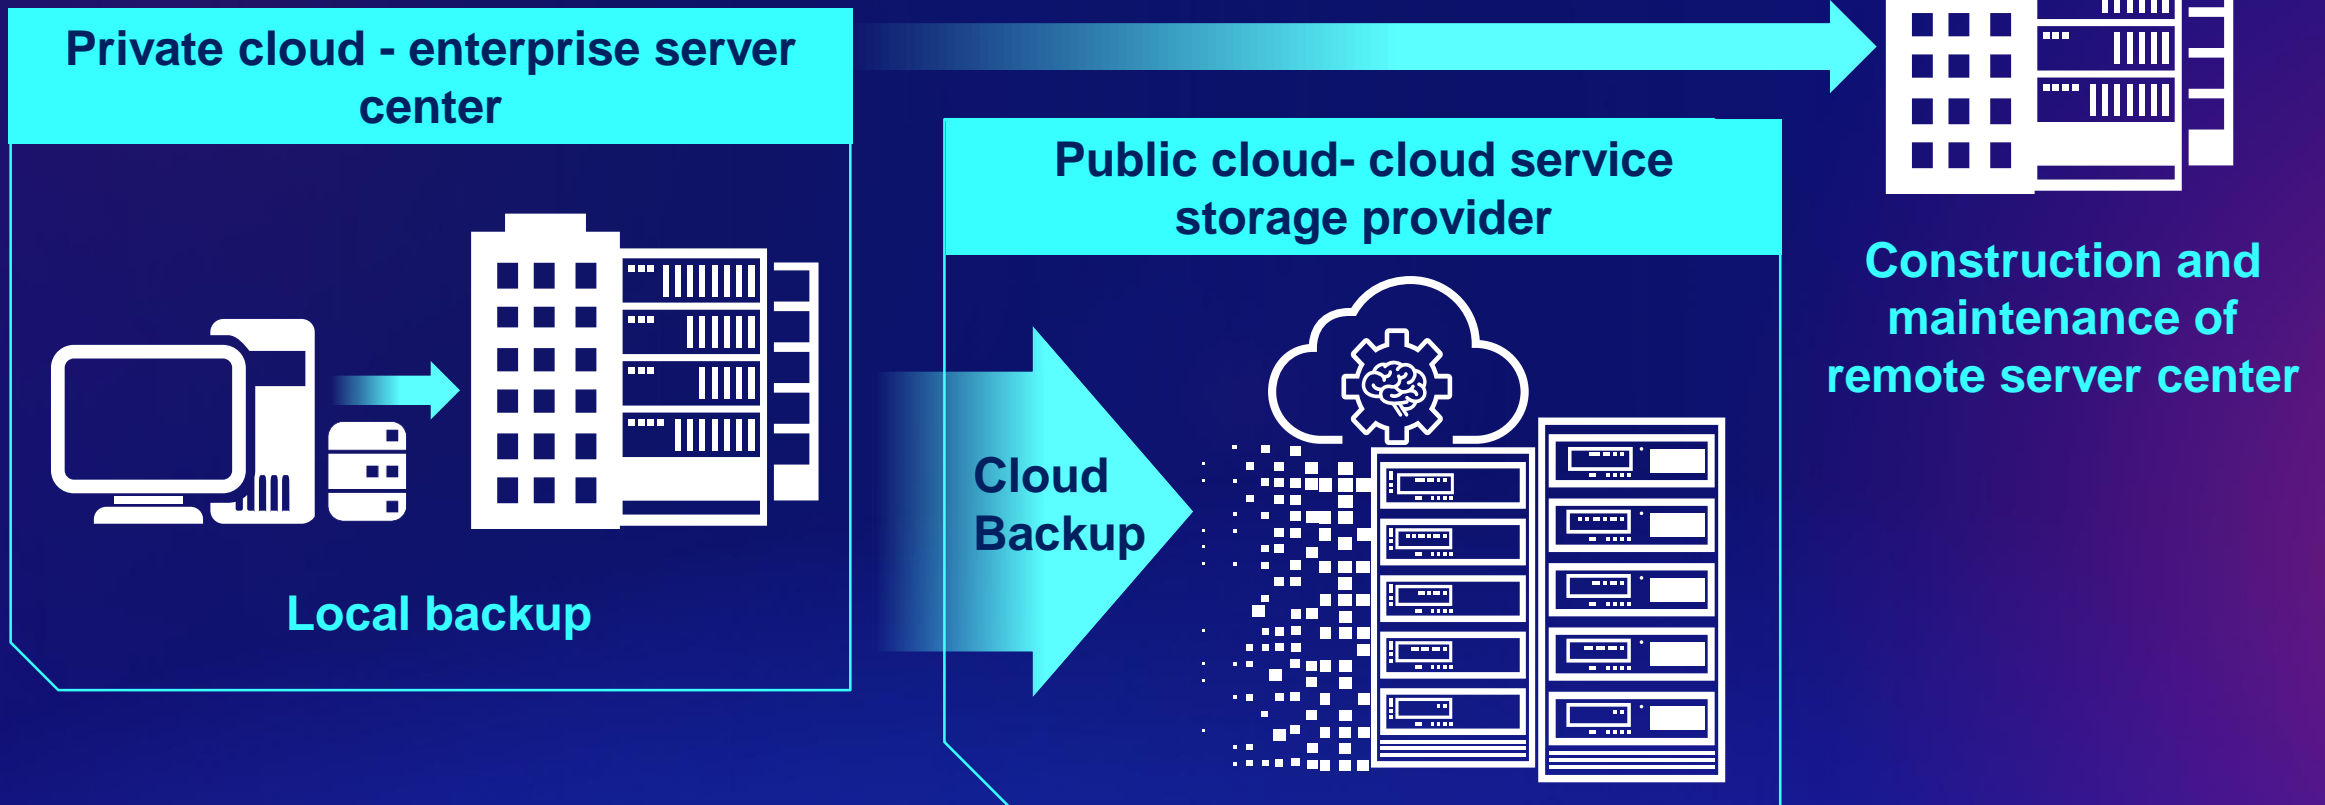 Private cloud - enterprise server
center
Local backup
Cloud
Backup
Public cloud- cloud service
storage provider
Construction and
maintenance of
remote server center